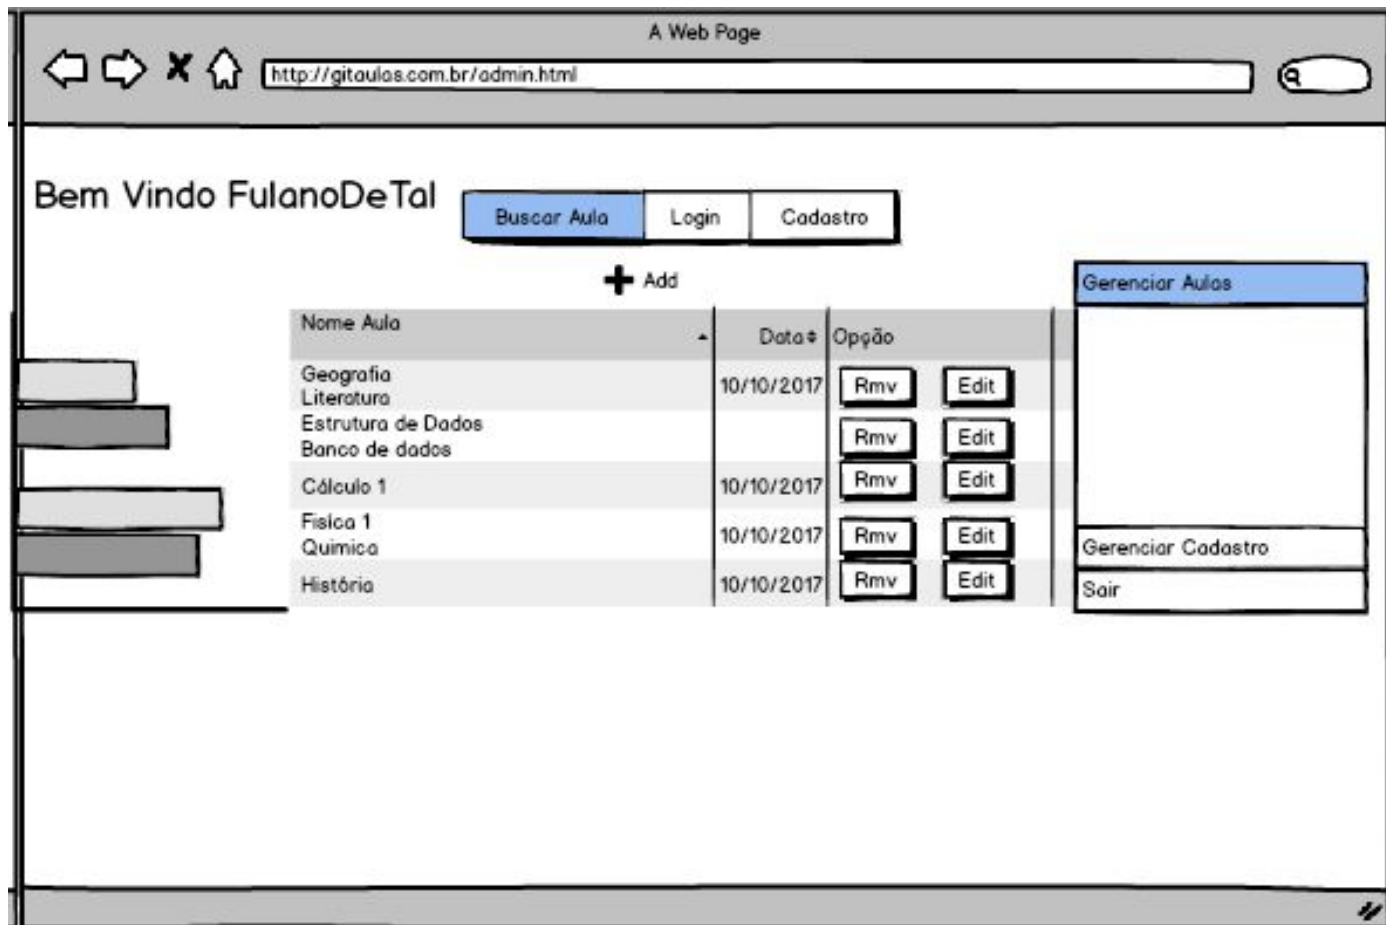 A Web Page
http://gitaulas.com.br/admin.html
Bem Vindo FulanoDeTal
Buscar Aula Login Cadastro
Add
Gerenciar Aulas
Nome Aula Data Opção
Geografia
Literatura
10/10/2017 Rmv Edit
Estrutura de Dados
Banco de dados
Rmv Edit
Cálculo 1 10/10/2017 Rmv Edit
Fisica 1
Quimica
10/10/2017 Rmv Edit
História 10/10/2017 Rmv Edit
Gerenciar Cadastro
Sair